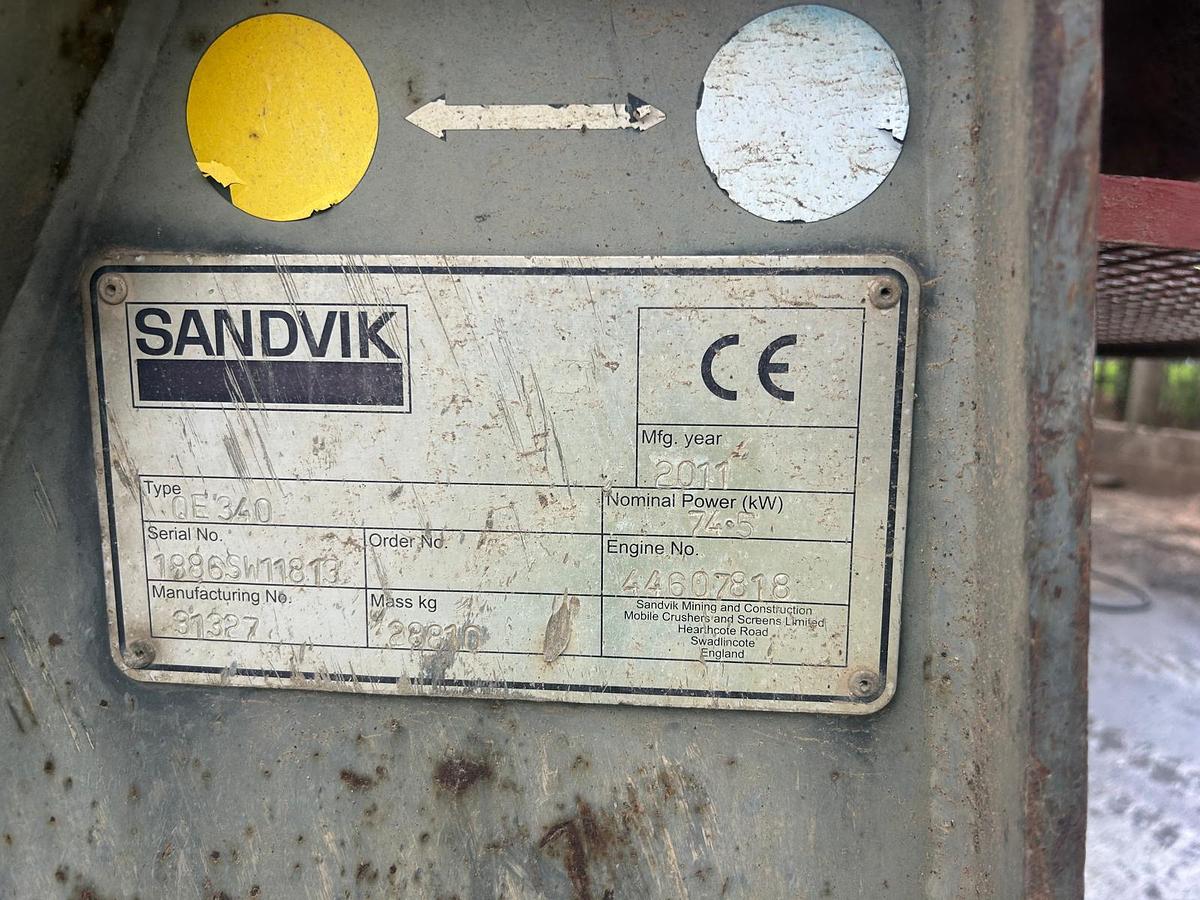 SANDVIK
CE
Mfg. year
2011
Type
QE 340
Nominal Power (kW)
74.5
Serial No.
1886SW11813
Order No.
Engine No.
44607818
Manufacturing No.
31327
Mass kg
28810
Sandvik Mining and Construction
Mobile Crushers and Screens Limited
Hearthcote Road
Swadlincote
England